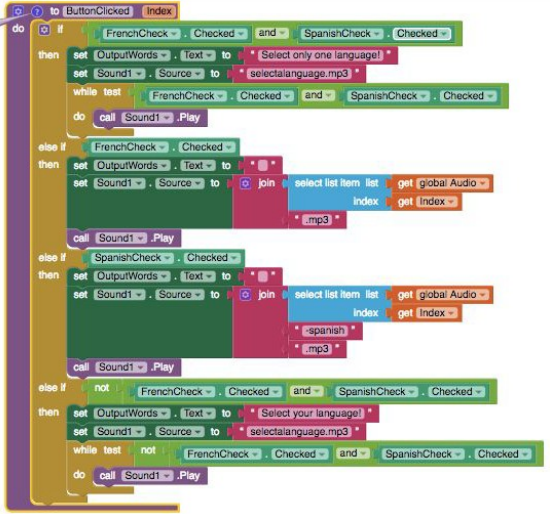 ? to ButtonClicked Index
do if FrenchCheck . Checked and SpanishCheck . Checked
then set OutputWords . Text to " Select only one language! "
set Sound1 . Source to " selectalanguage.mp3 "
while test FrenchCheck . Checked and SpanishCheck . Checked
do call Sound1 .Play
else if FrenchCheck . Checked
then set OutputWords . Text to " "
set Sound1 . Source to join select list item list get global Audio
index get Index
" .mp3 "
call Sound1 .Play
else if SpanishCheck . Checked
then set OutputWords . Text to " "
set Sound1 . Source to join select list item list get global Audio
index get Index
" -spanish "
" .mp3 "
call Sound1 .Play
else if not FrenchCheck . Checked and SpanishCheck . Checked
then set OutputWords . Text to " Select your language! "
set Sound1 . Source to " selectalanguage.mp3 "
while test not FrenchCheck . Checked and SpanishCheck . Checked
do call Sound1 .Play